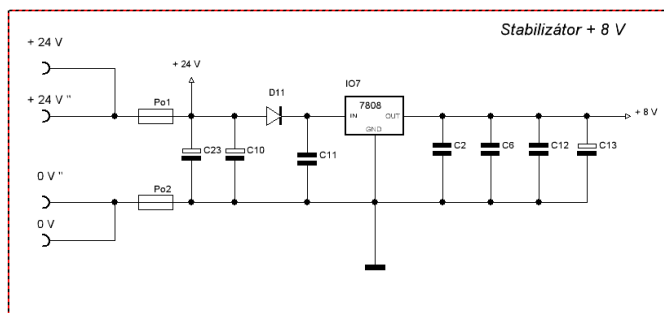 Stabilizátor + 8 V
+ 24 V
+ 24 V
D11
IO7
+ 24 V "
Po1
7808
IN
OUT
GND
+ 8 V
C23
C10
C11
C2
C6
C12
C13
0 V "
Po2
0 V